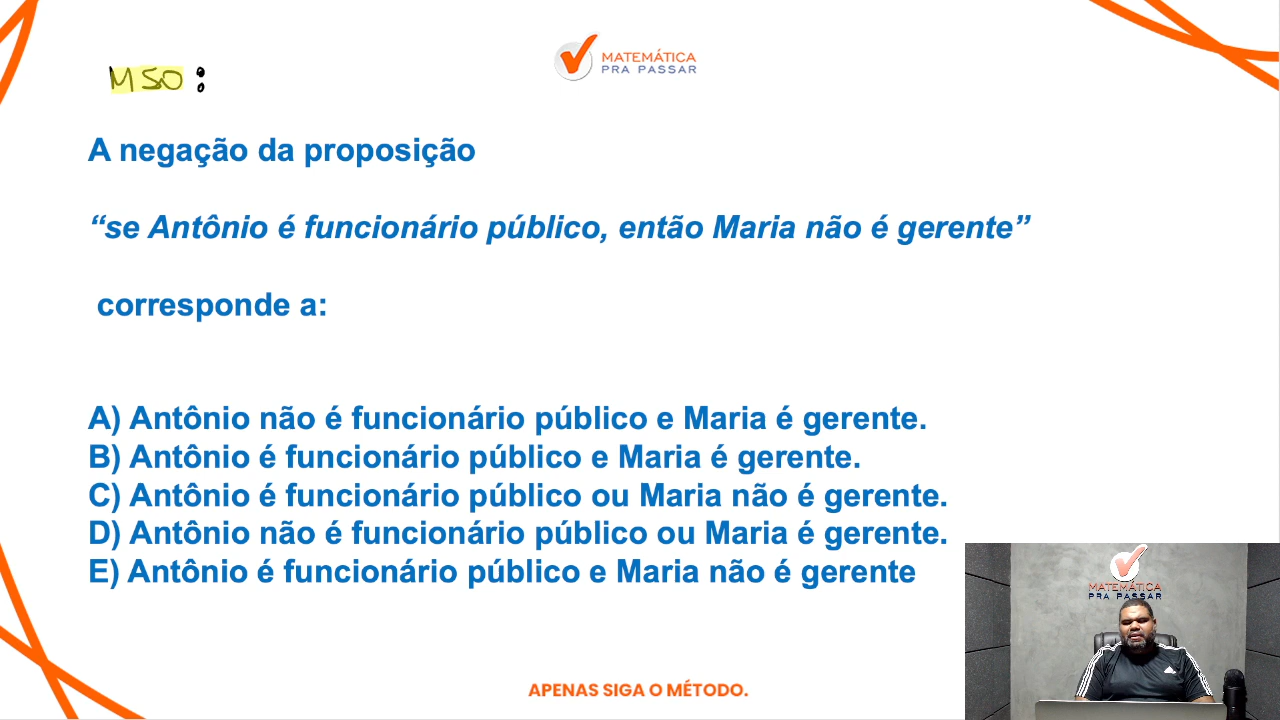 MATEMÁTICA
PRA PASSAR
MSO:
A negação da proposição
“se Antônio é funcionário público, então Maria não é gerente”
corresponde a:
A) Antônio não é funcionário público e Maria é gerente.
B) Antônio é funcionário público e Maria é gerente.
C) Antônio é funcionário público ou Maria não é gerente.
D) Antônio não é funcionário público ou Maria é gerente.
E) Antônio é funcionário público e Maria não é gerente
MATEMÁTICA
PRA PASSAR
APENAS SIGA O MÉTODO.